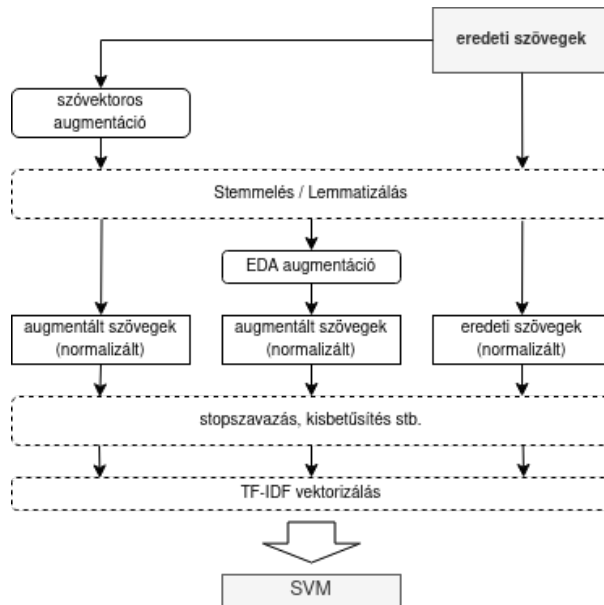 eredeti szövegek
szóvektoros
augmentáció
Stemmelés / Lemmatizálás
EDA augmentáció
augmentált szövegek
(normalizált)
augmentált szövegek
(normalizált)
eredeti szövegek
(normalizált)
stopszavazás, kisbetűsítés stb.
TF-IDF vektorizálás
SVM